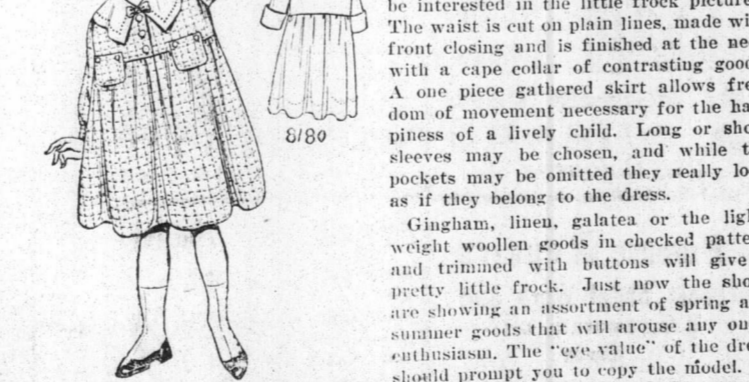 8180
be interested in the little frock picture
The waist is cut on plain lines, made wi
front closing and is finished at the ne
with a cape collar of contrasting good
A one piece gathered skirt allows fre
dom of movement necessary for the ha
piness of a lively child. Long or sho
sleeves may be chosen, and while t
pockets may be omitted they really lo
as if they belong to the dress.
Gingham, linen, galatea or the ligh
weight woollen goods in checked patte
and trimmed with buttons will give
pretty little frock. Just now the sho
are showing an assortment of spring a
summer goods that will arouse any on
enthusiasm. The "eye value" of the dre
should prompt you to copy the model.